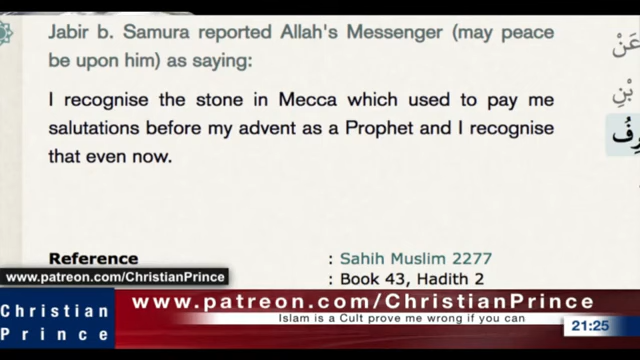 Jabir b. Samura reported Allah's Messenger (may peace
be upon him) as saying:
I recognise the stone in Mecca which used to pay me
salutations before my advent as a Prophet and I recognise
that even now.
عَنْ
بْنِ
Reference : Sahih Muslim 2277
: Book 43, Hadith 2
www.patreon.com/ChristianPrince
Christian
Prince
www.patreon.com/ChristianPrince
Islam is a Cult prove me wrong if you can
21:25